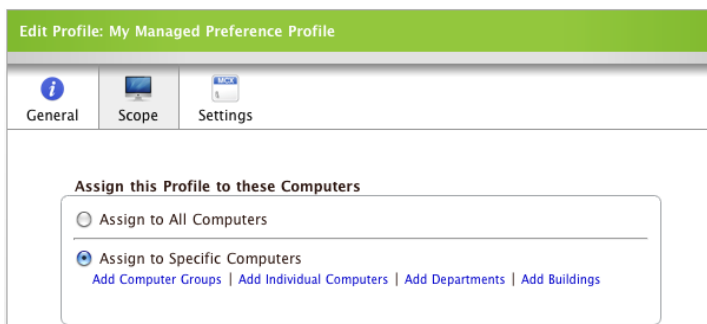 Edit Profile: My Managed Preference Profile
MCX
General Scope Settings
Assign this Profile to these Computers
Assign to All Computers
Assign to Specific Computers
Add Computer Groups | Add Individual Computers | Add Departments | Add Buildings